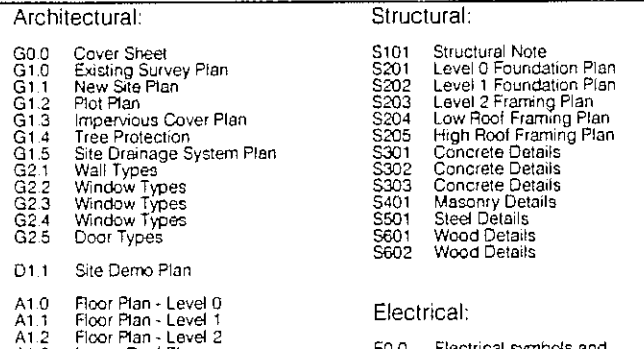 Architectural:
G0.0 Cover Sheet
G1.0 Existing Survey Plan
G1.1 New Site Plan
G1.2 Plot Plan
G1.3 Impervious Cover Plan
G1.4 Tree Protection
G1.5 Site Drainage System Plan
G2.1 Wall Types
G2.2 Window Types
G2.3 Window Types
G2.4 Window Types
G2.5 Door Types
D1.1 Site Demo Plan
A1.0 Floor Plan - Level 0
A1.1 Floor Plan - Level 1
A1.2 Floor Plan - Level 2
Structural:
S101 Structural Note
S201 Level 0 Foundation Plan
S202 Level 1 Foundation Plan
S203 Level 2 Framing Plan
S204 Low Roof Framing Plan
S205 High Roof Framing Plan
S301 Concrete Details
S302 Concrete Details
S303 Concrete Details
S401 Masonry Details
S501 Steel Details
S601 Wood Details
S602 Wood Details
Electrical:
E0.0 Electrical symbols and